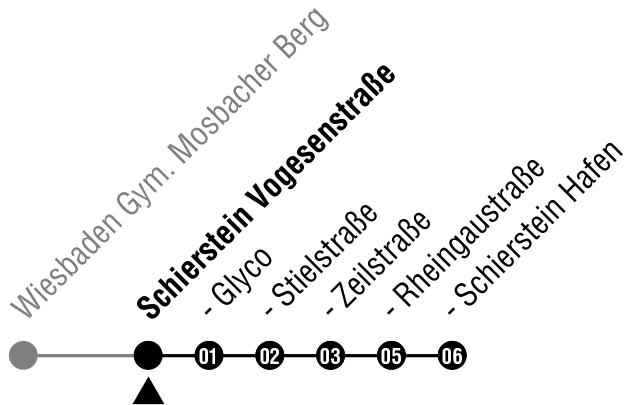 Wiesbaden Gym. Mosbacher Berg
Schierstein Vogesenstraße
- Glyco
- Stielstraße
- Zeilstraße
- Rheingaustraße
- Schierstein Hafen
01 02 03 05 06